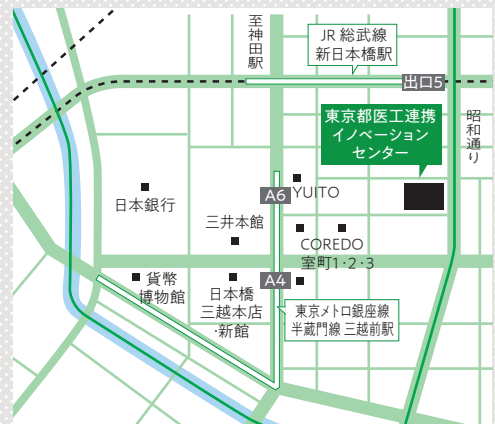 至神田駅
JR 総武線
新日本橋駅
出口5
昭和通り
東京都医工連携
イノベーション
センター
A6
YUITO
日本銀行
三井本館
COREDO
室町1・2・3
A4
貨幣
博物館
日本橋
三越本店
・新館
東京メトロ銀座線
半蔵門線 三越前駅